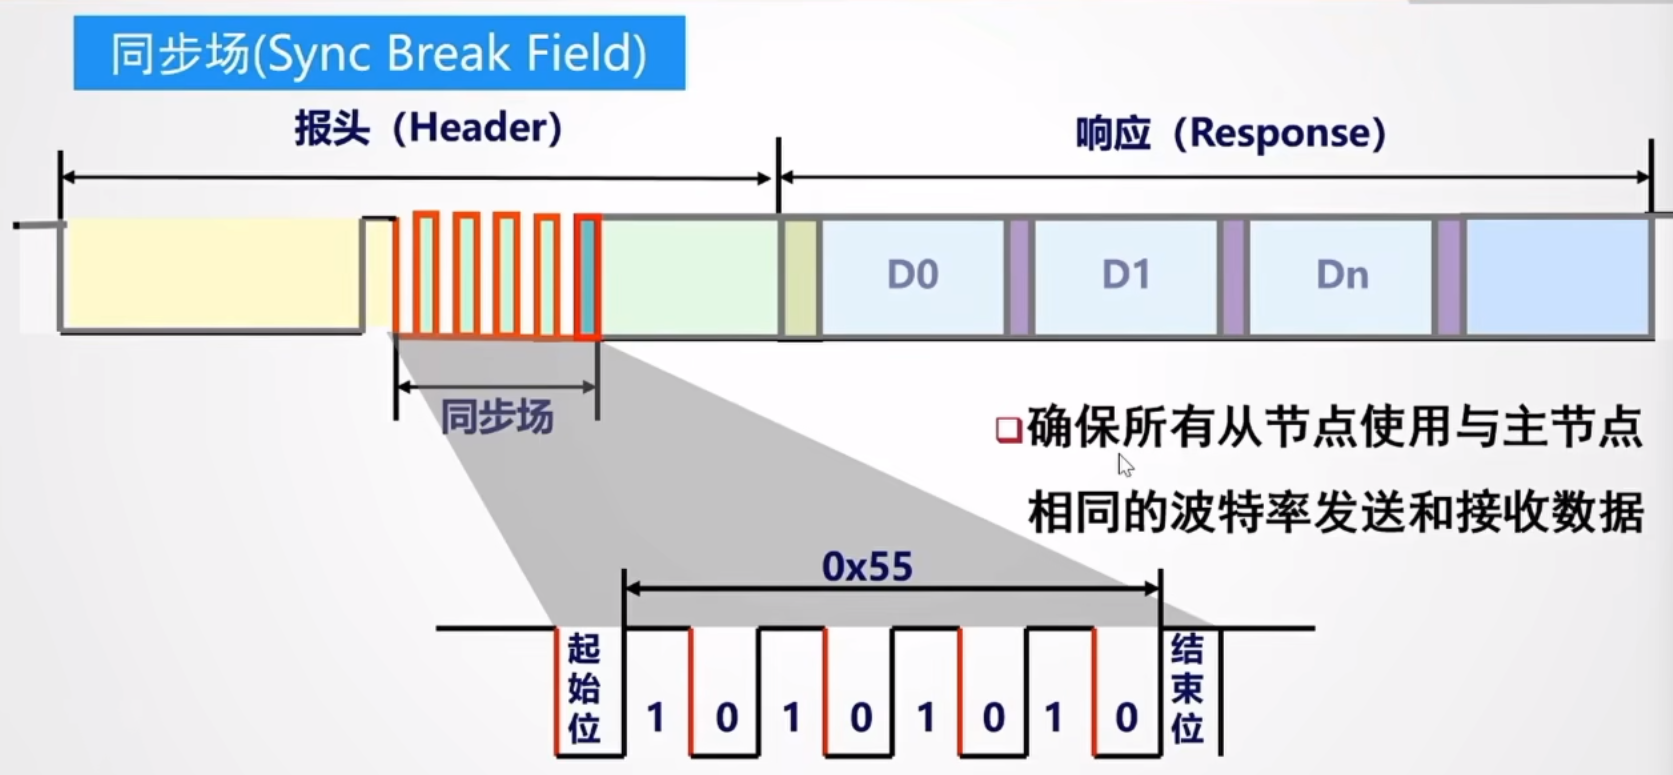 同步场(Sync Break Field)
报头（Header）
响应（Response）
D0
D1
Dn
同步场
❑确保所有从节点使用与主节点
相同的波特率发送和接收数据
0x55
起始位
1 0 1 0 1 0 1 0
结束位